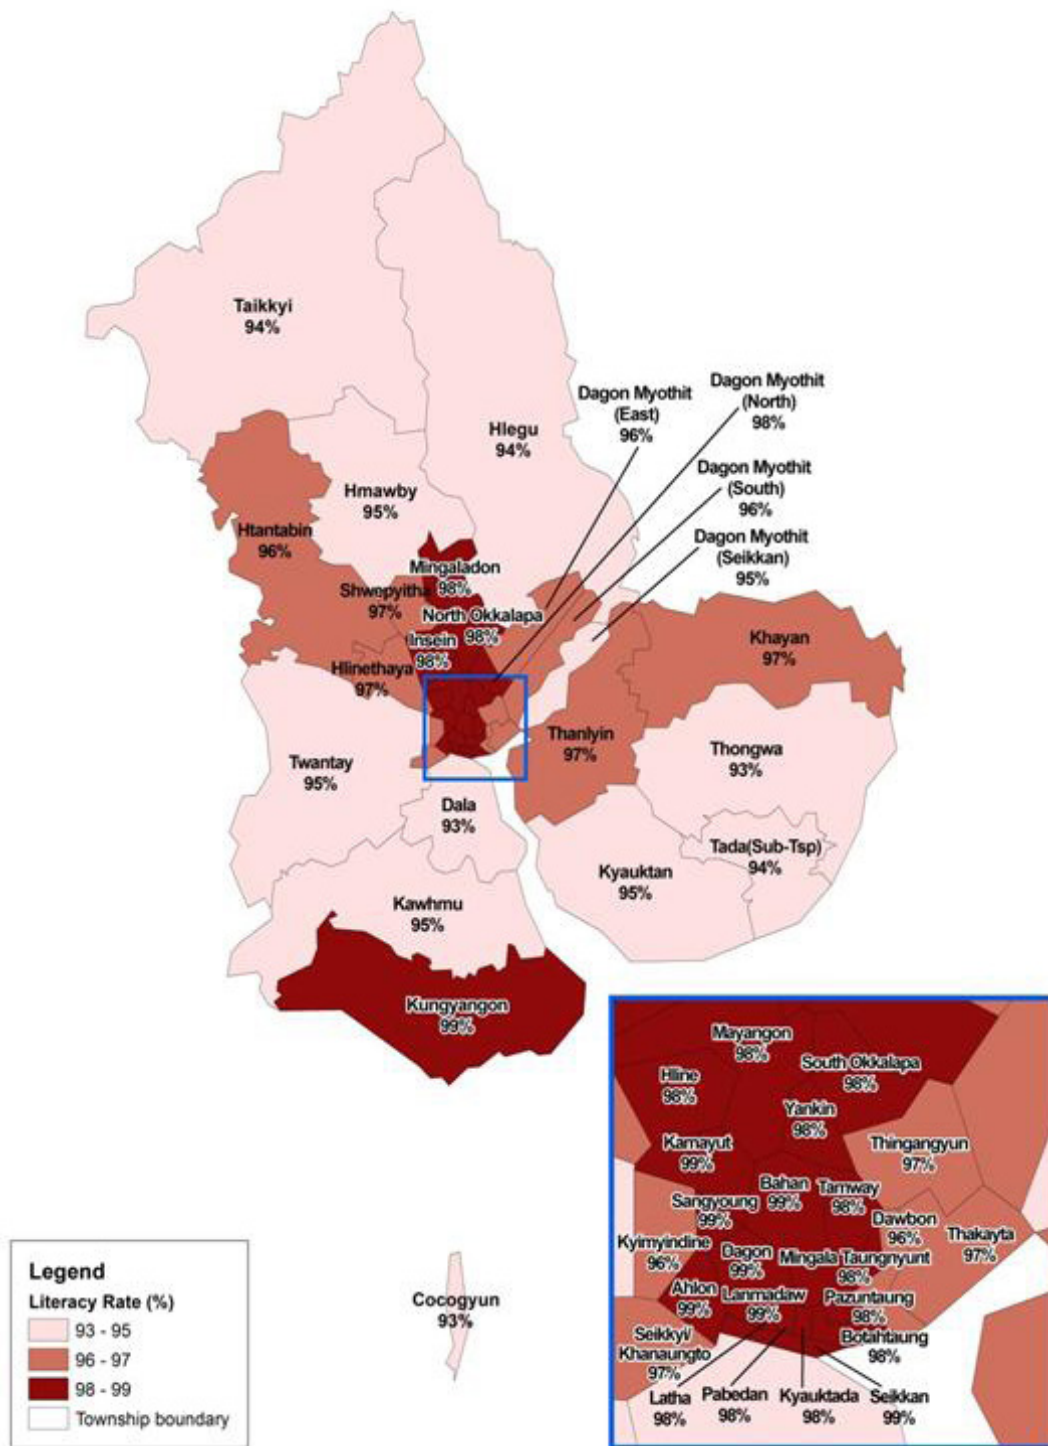 Taikkyi
94%
Hlegu
94%
Dagon Myothit
(East)
96%
Dagon Myothit
(North)
98%
Dagon Myothit
(South)
96%
Dagon Myothit
(Seikkan)
95%
Hmawby
95%
Htantabin
96%
Mingaladon
98%
Shwepyitha
97%
North Okkalapa
98%
Insein
98%
Hlinethaya
97%
Khayan
97%
Thanlyin
97%
Thongwa
93%
Twantay
95%
Dala
93%
Tada(Sub-Tsp)
94%
Kyauktan
95%
Kawhmu
95%
Kungyangon
99%
Cocogyun
93%
Mayangon
98%
South Okkalapa
98%
Hline
98%
Yankin
98%
Kamayut
99%
Thingangyun
97%
Bahan
99%
Tamway
98%
Sangyoung
99%
Dawbon
96%
Thakayta
97%
Kyimyindine
96%
Dagon
99%
Mingala Taungnyunt
98%
Ahlon
99%
Lanmadaw
99%
Pazuntaung
98%
Seikkyi/
Khanaungto
97%
Botahtaung
98%
Latha
98%
Pabedan
98%
Kyauktada
98%
Seikkan
99%
Legend
Literacy Rate (%)
93 - 95
96 - 97
98 - 99
Township boundary